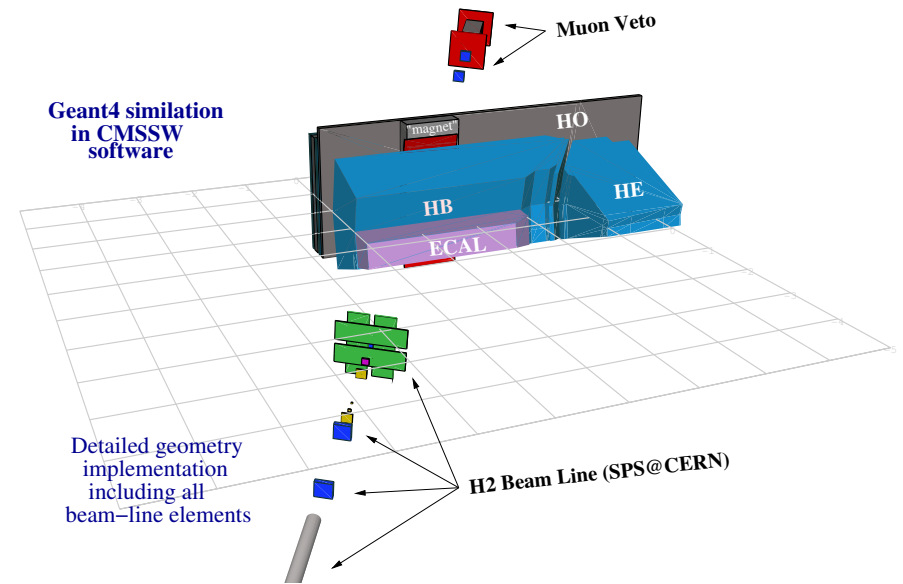 Muon Veto
Geant4 similation
in CMSSW
software
"magnet"
HO
HE
HB
ECAL
Detailed geometry
implementation
including all
beam−line elements
H2 Beam Line (SPS@CERN)